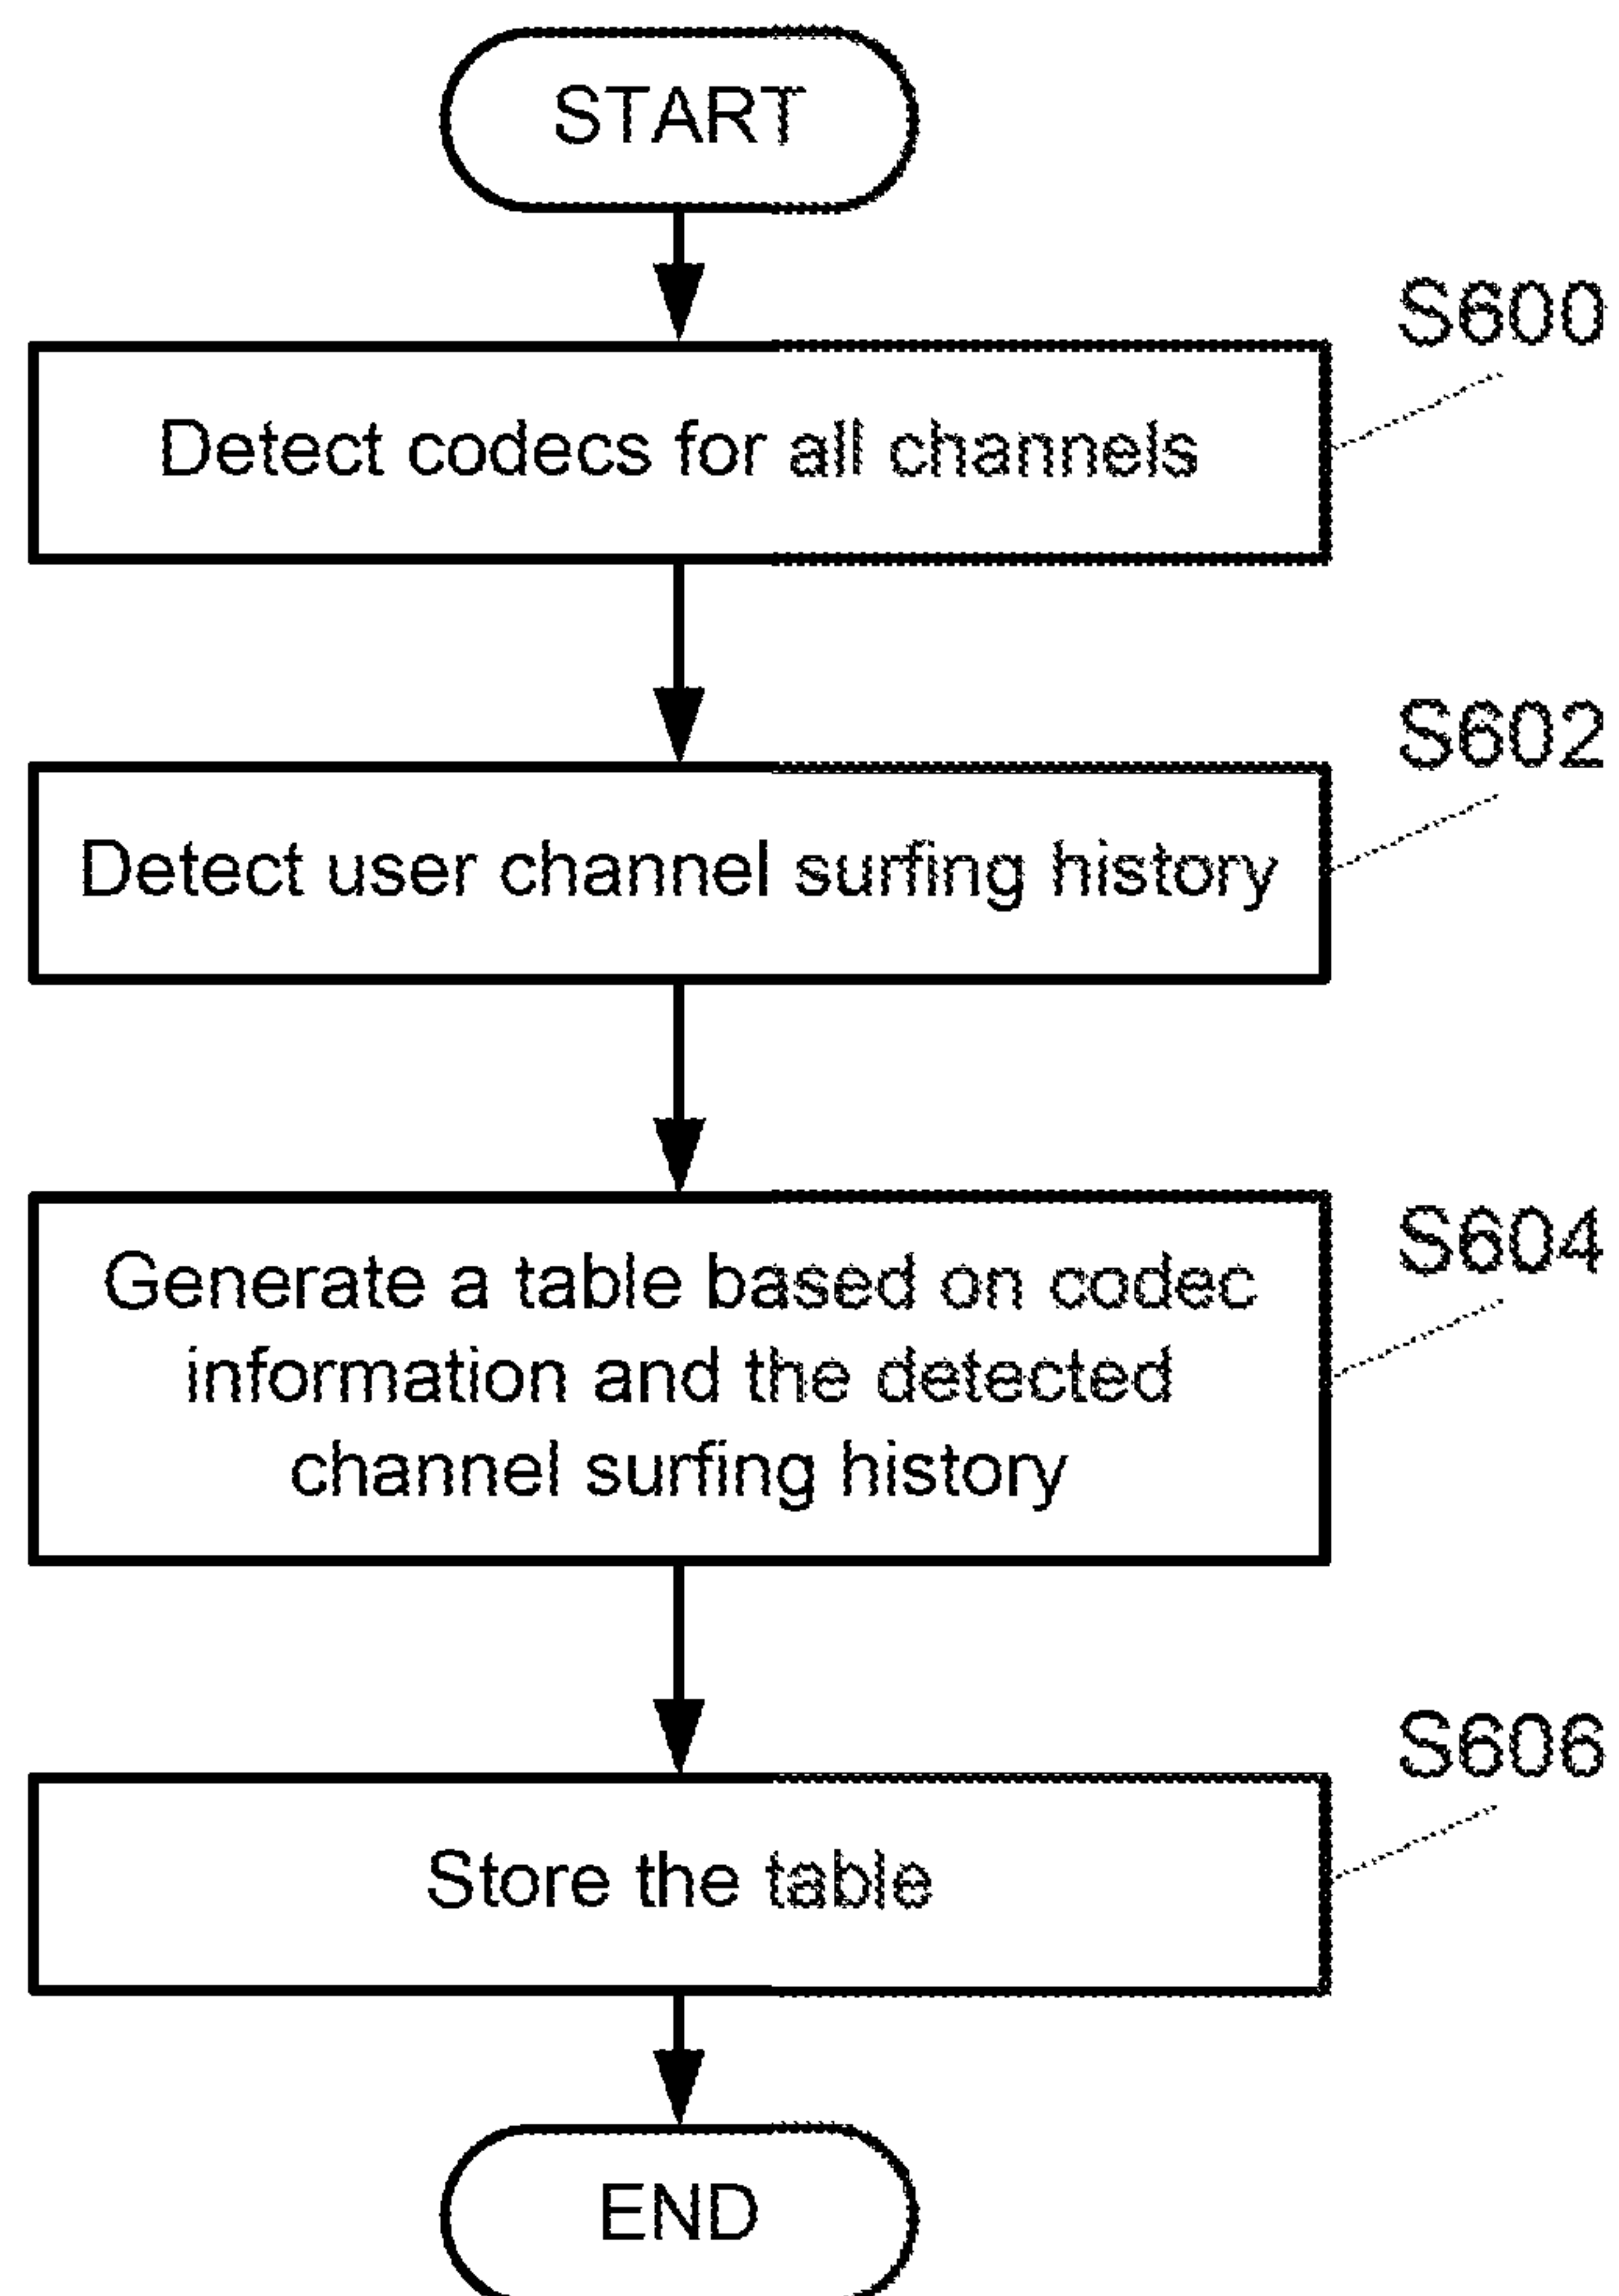 START
S600
Detect codecs for all channels
S602
Detect user channel surfing history
S604
Generate a table based on codec
information and the detected
channel surfing history
S606
Store the table
END